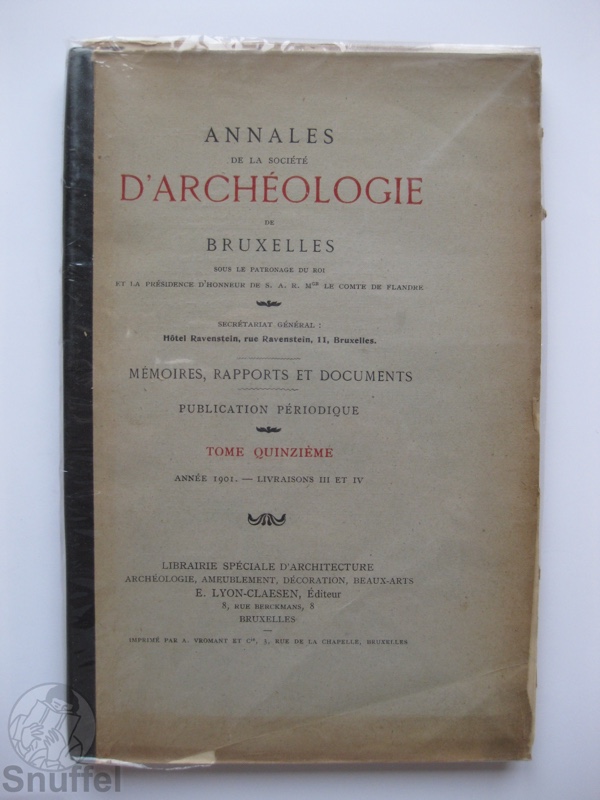 ANNALES
DE LA SOCIÉTÉ
D'ARCHÉOLOGIE
DE
BRUXELLES
SOUS LE PATRONAGE DU ROI
ET LA PRÉSIDENCE D'HONNEUR DE S. A. R. MGR LE COMTE DE FLANDRE
SECRÉTARIAT GÉNÉRAL :
Hôtel Ravenstein, rue Ravenstein, 11, Bruxelles.
MÉMOIRES, RAPPORTS ET DOCUMENTS
PUBLICATION PÉRIODIQUE
TOME QUINZIÈME
ANNÉE 1901. — LIVRAISONS III ET IV
LIBRAIRIE SPÉCIALE D'ARCHITECTURE
ARCHÉOLOGIE, AMEUBLEMENT, DÉCORATION, BEAUX-ARTS
E. LYON-CLAESEN, Éditeur
8, RUE BERCKMANS, 8
BRUXELLES
IMPRIMÉ PAR A. VROMANT ET Cie, 3, RUE DE LA CHAPELLE, BRUXELLES
Snuffel